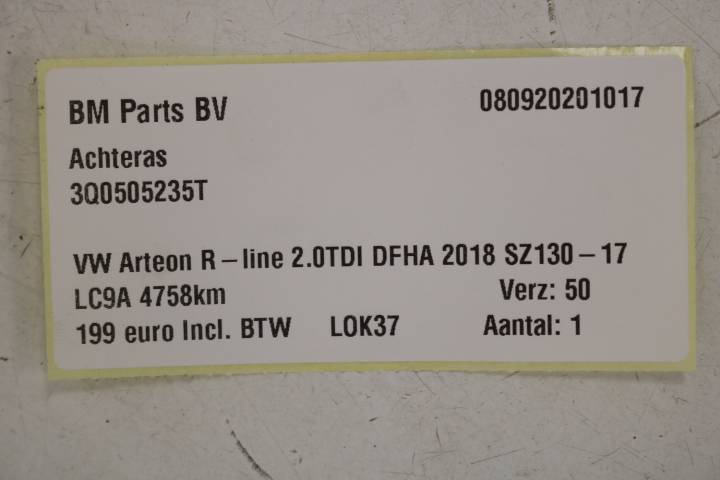 BM Parts BV 080920201017
Achteras
3Q0505235T
VW Arteon R – line 2.0TDI DFHA 2018 SZ130 – 17
LC9A 4758km Verz: 50
199 euro Incl. BTW LOK37 Aantal: 1